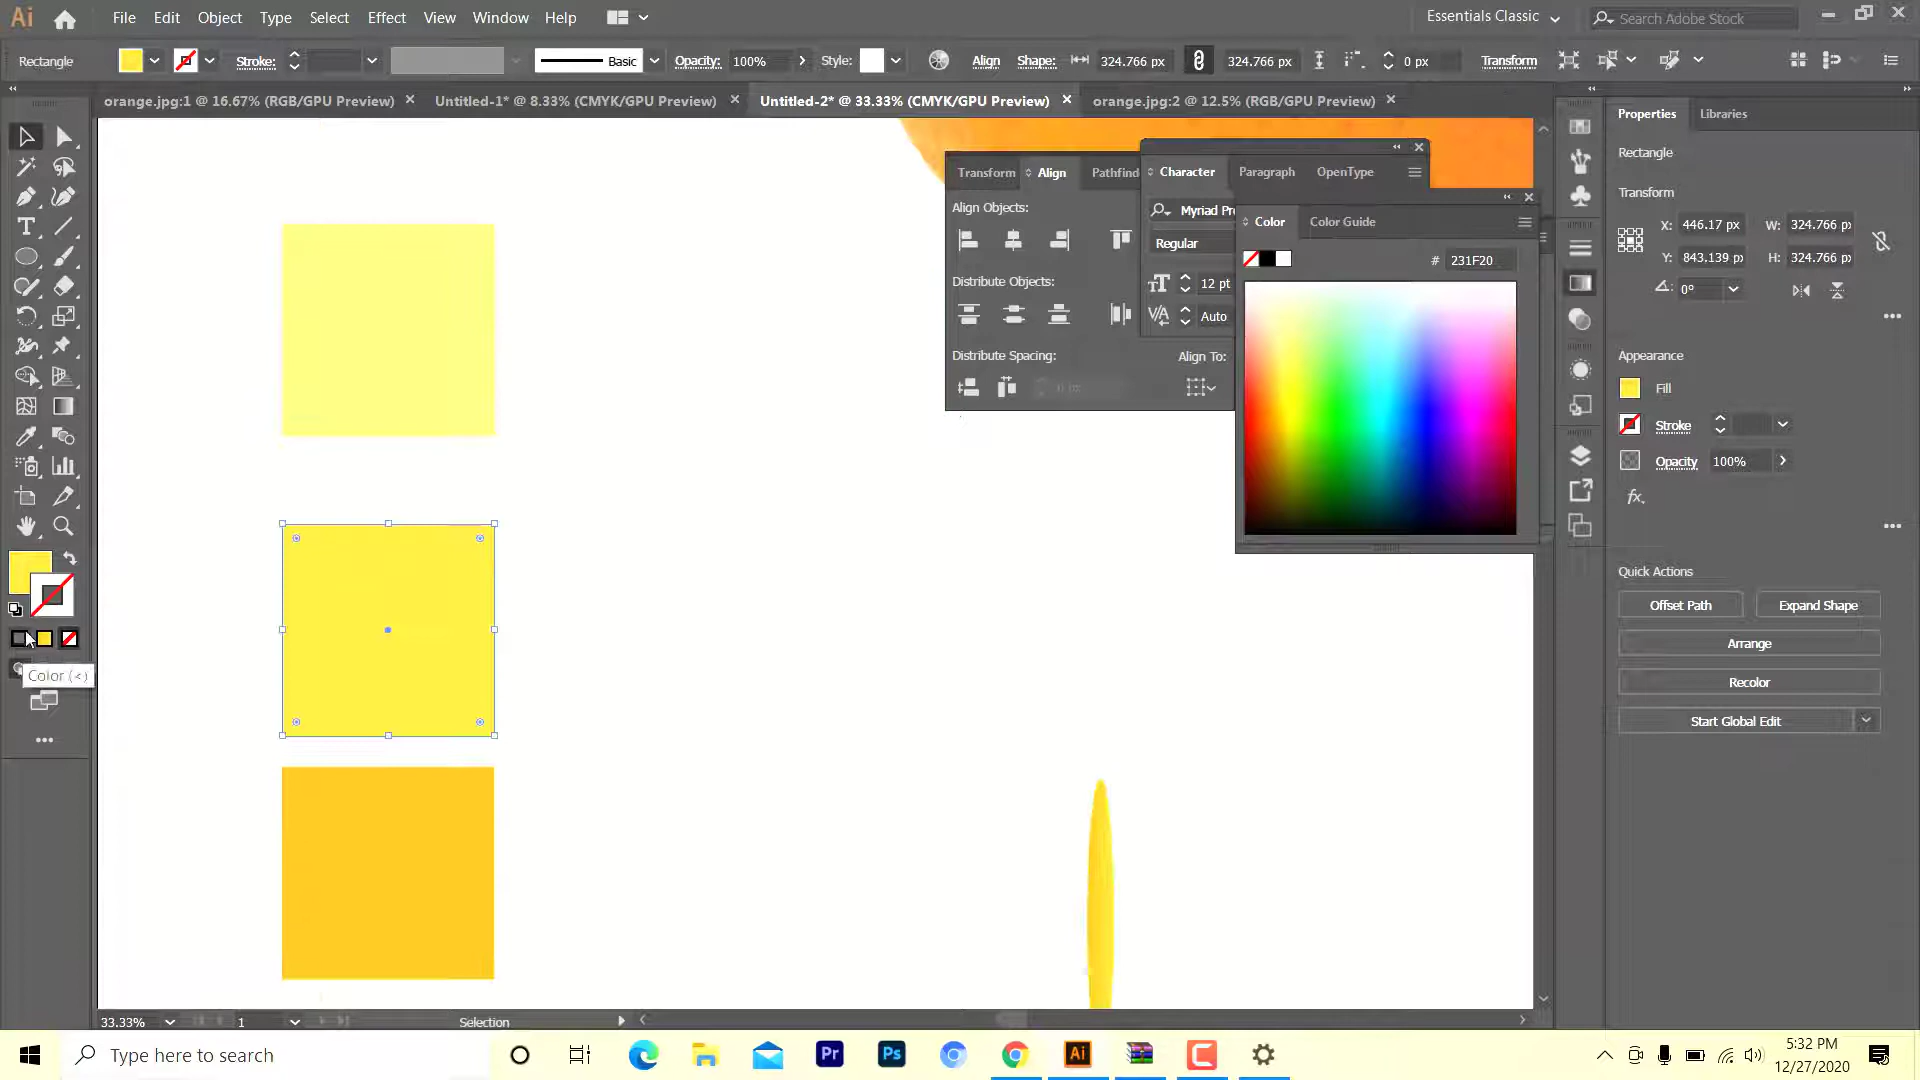 Ai File Edit Object Type Select Effect View Window Help Essentials Classic Search Adobe Stock
Rectangle Stroke: Basic Opacity: 100% Style: Align Shape: 324.766 px 324.766 px 0 px Transform
orange.jpg:1 @ 16.67% (RGB/GPU Preview) Untitled-1* @ 8.33% (CMYK/GPU Preview) Untitled-2* @ 33.33% (CMYK/GPU Preview) orange.jpg:2 @ 12.5% (RGB/GPU Preview)
Properties Libraries
Rectangle
Transform
X: 446.17 px W: 324.766 p
Y: 843.139 p H: 324.766 p
0°
Appearance
Fill
Stroke
Opacity 100%
fx.
Quick Actions
Offset Path Expand Shape
Arrange
Recolor
Start Global Edit
Transform Align Pathfind
Align Objects:
Distribute Objects:
Distribute Spacing: Align To:
Character Paragraph OpenType
Myriad Pr
Regular
12 pt
Auto
Color Color Guide
# 231F20
Color (<)
33.33% 1 Selection
Type here to search
Pr Ps Ai
5:32 PM
12/27/2020